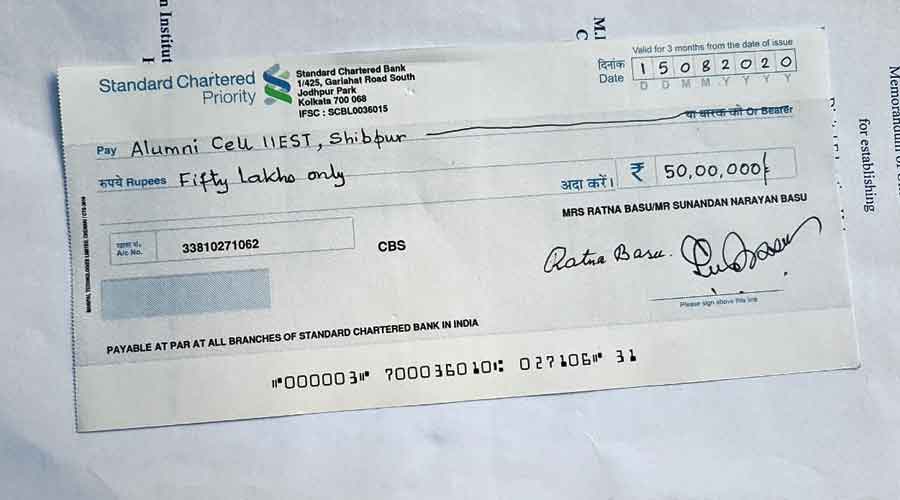 n Institut
M.I
C
Memorandum of
for establishing
Standard Chartered
Priority
Standard Chartered Bank
1/425, Gariahat Road South
Jodhpur Park
Kolkata 700 068
IFSC : SCBL0036015
Valid for 3 months from the date of issue
दिनांक
Date
1 5 0 8 2 0 2 0
D D M M Y Y Y Y
या धारक को Or Bearer
Pay Alumni Cell IIEST, Shibpur
रुपये Rupees Fifty Lakhs only
अदा करें। ₹ 50,00,000/-
MRS RATNA BASU/MR SUNANDAN NARAYAN BASU
खाता सं.
A/c No.
33810271062
CBS
Ratna Basu.
Please sign above this line
PAYABLE AT PAR AT ALL BRANCHES OF STANDARD CHARTERED BANK IN INDIA
⑈000003⑈ 700036010⑆ 027106⑈ 31